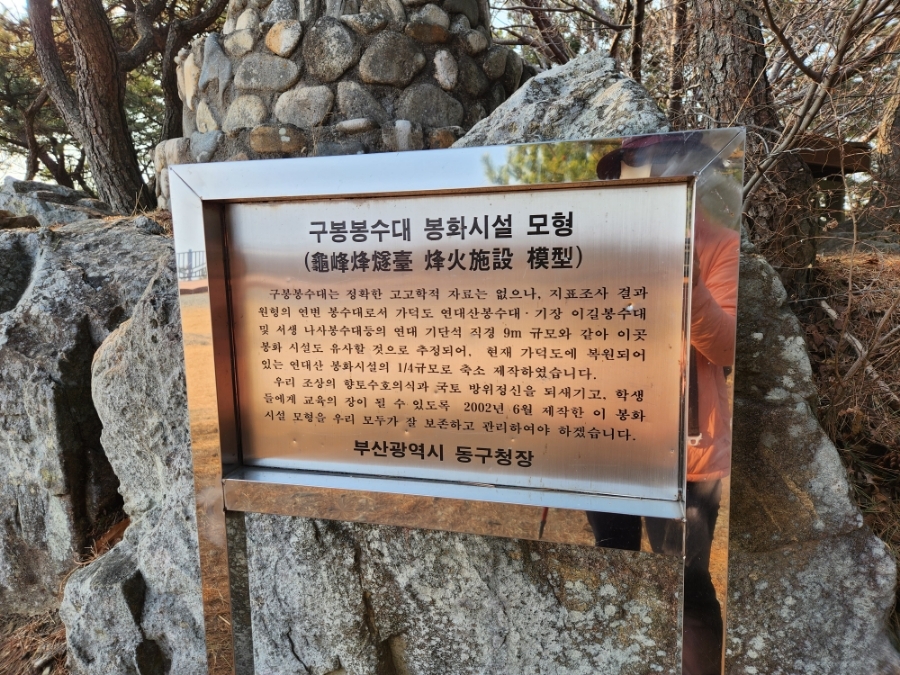 구봉봉수대 봉화시설 모형
(龜峰烽燧臺 烽火施設 模型)
구봉봉수대는 정확한 고고학적 자료는 없으나, 지표조사 결과
원형의 연변 봉수대로서 가덕도 연대산봉수대·기장 이길봉수대
및 서생 나사봉수대등의 연대 기단석 직경 9m 규모와 같아 이곳
봉화 시설도 유사할 것으로 추정되어, 현재 가덕도에 복원되어
있는 연대산 봉화시설의 1/4규모로 축소 제작하였습니다.
우리 조상의 향토수호의식과 국토 방위정신을 되새기고, 학생
들에게 교육의 장이 될 수 있도록 2002년 6월 제작한 이 봉화
시설 모형을 우리 모두가 잘 보존하고 관리하여야 하겠습니다.
부산광역시 동구청장